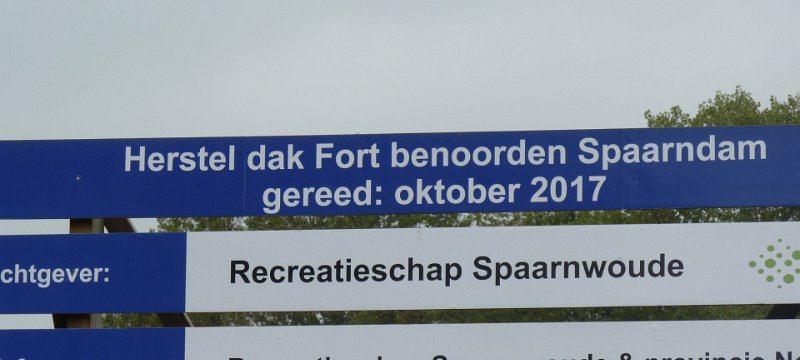 Herstel dak Fort benoorden Spaarndam
gereed: oktober 2017
chtgever: Recreatieschap Spaarnwoude